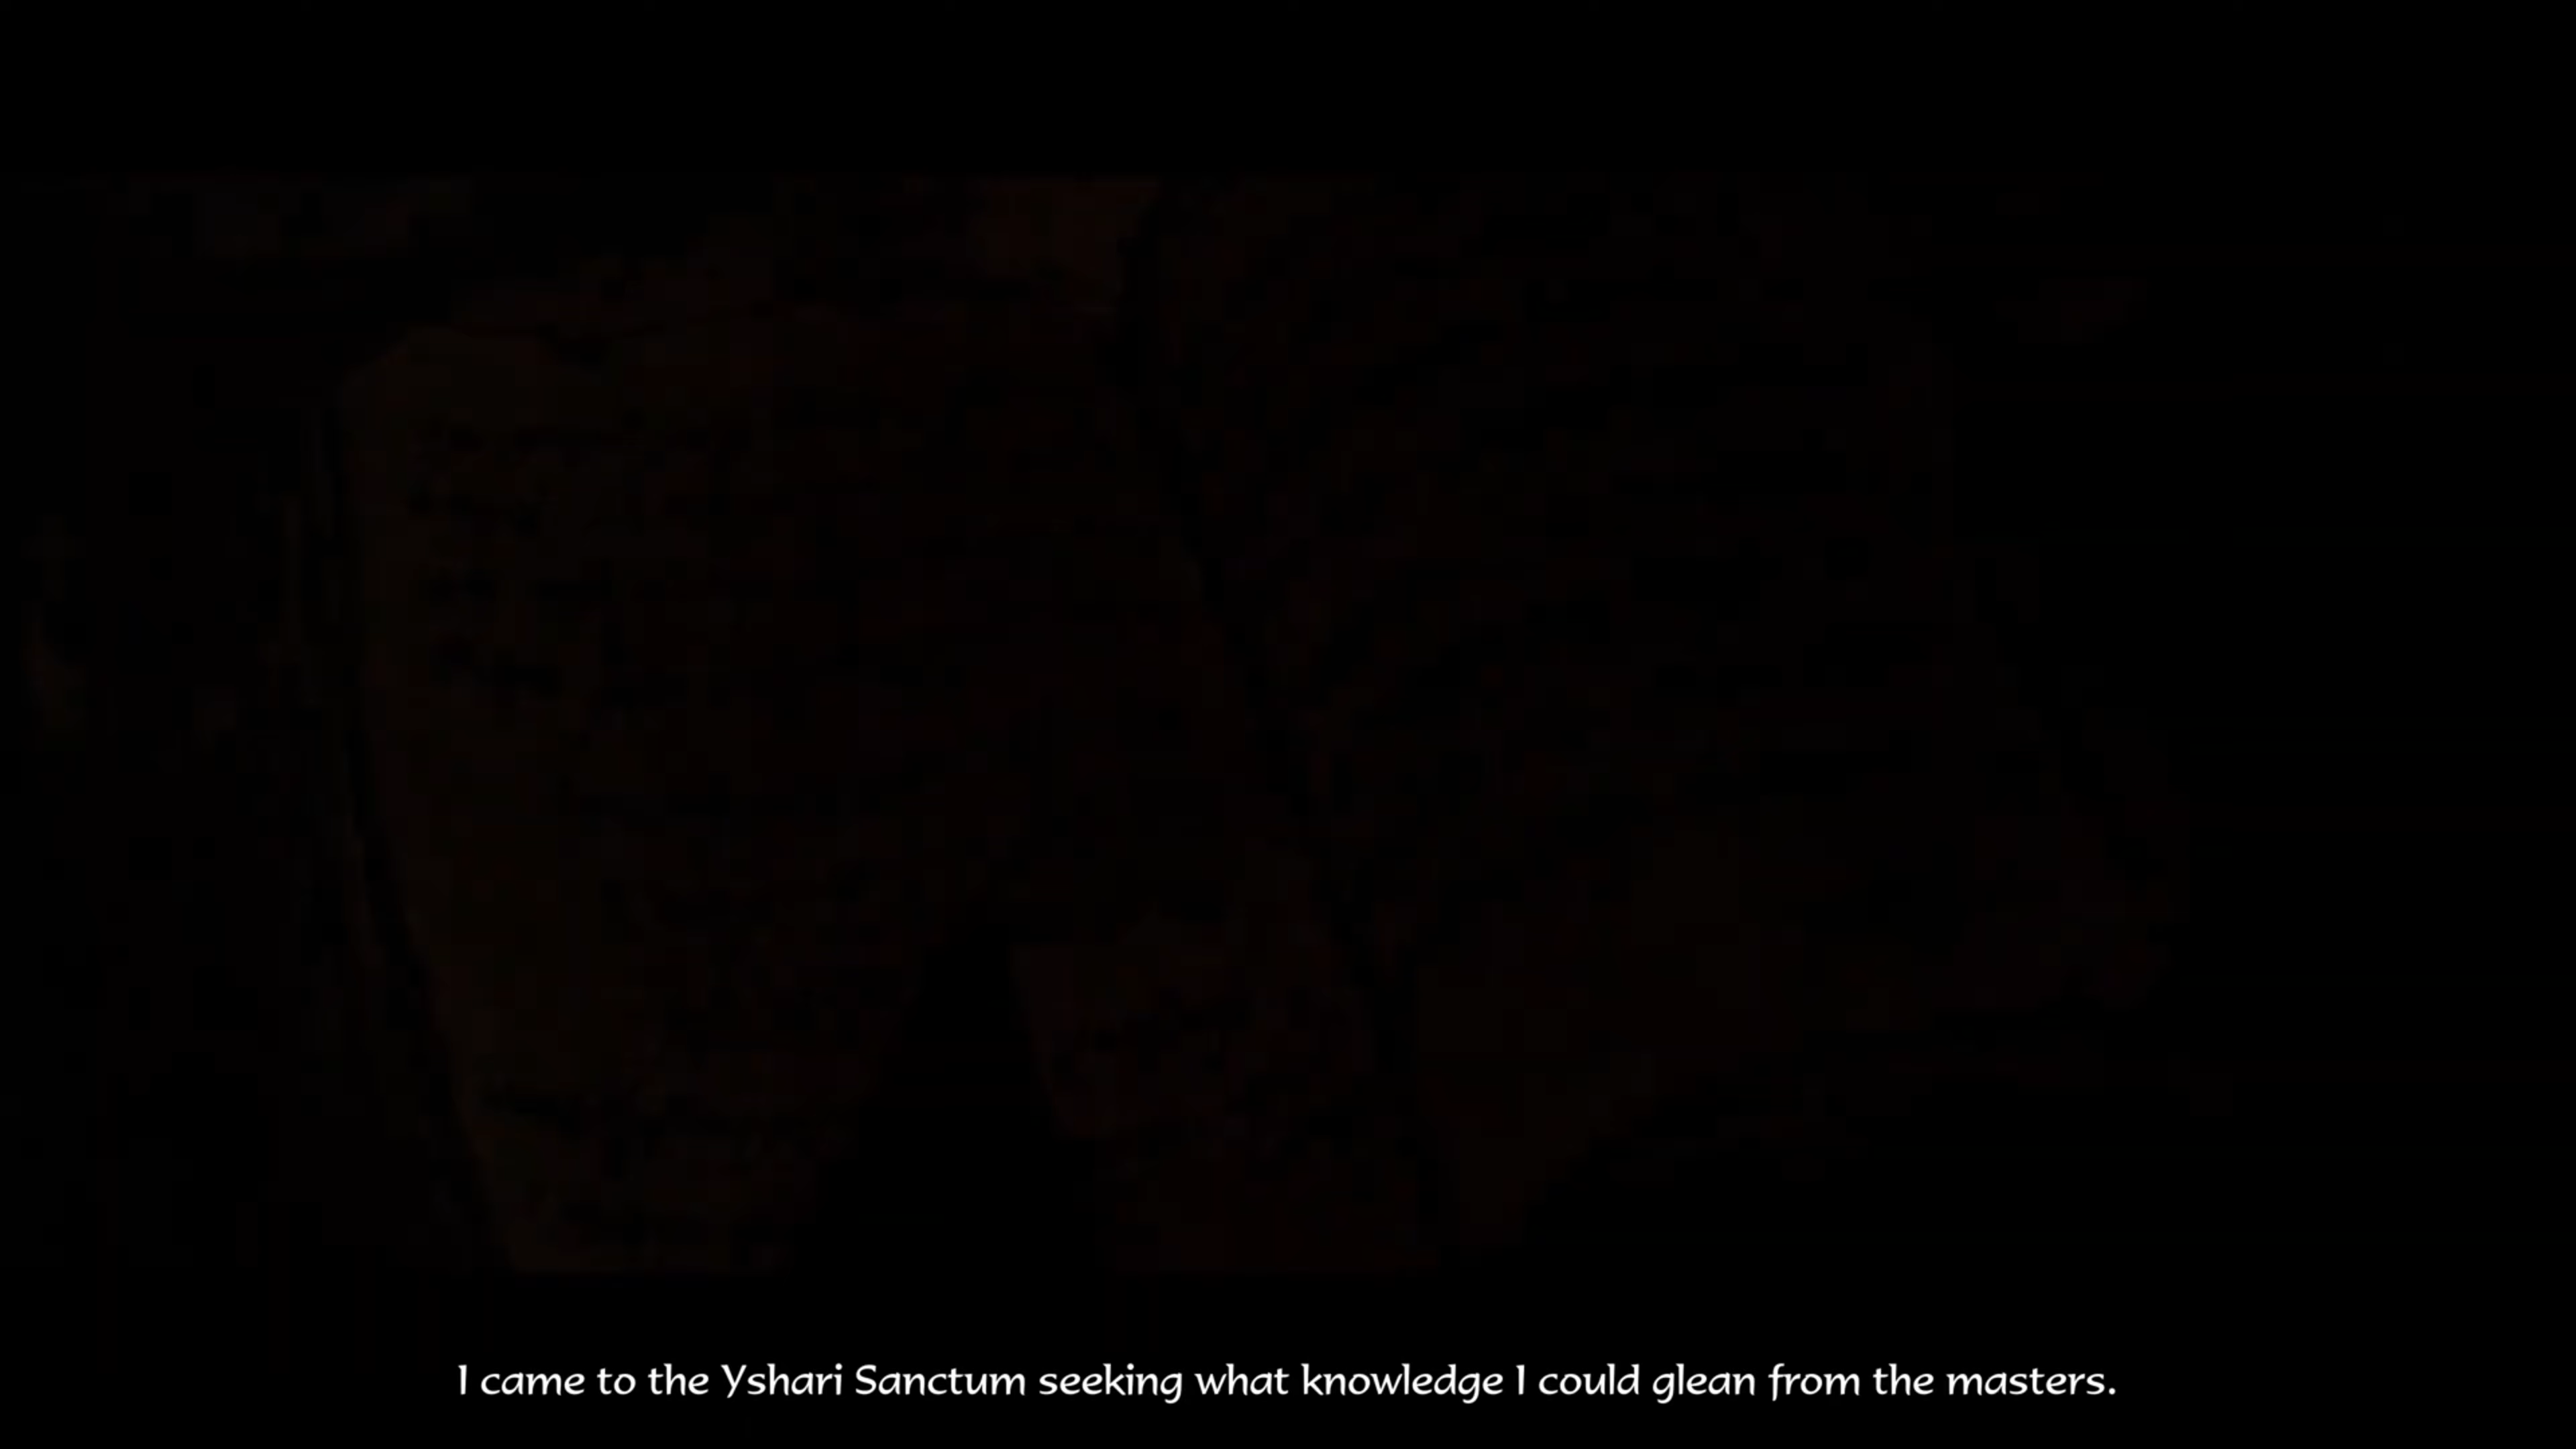 I came to the Yshari Sanctum seeking what knowledge I could glean from the masters.